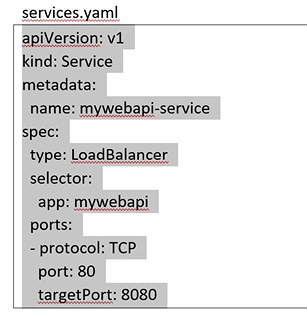 services.yaml
apiVersion: v1
kind: Service
metadata:
  name: mywebapi-service
spec:
  type: LoadBalancer
  selector:
    app: mywebapi
  ports:
  - protocol: TCP
    port: 80
    targetPort: 8080